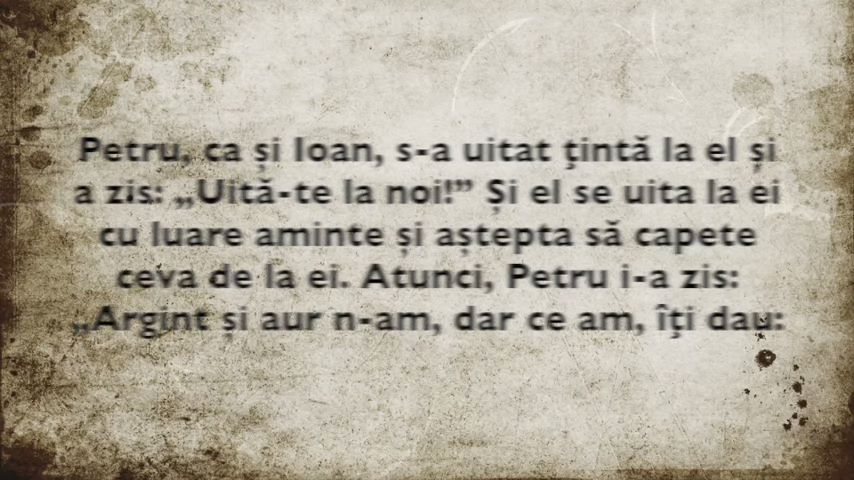 Petru, ca și Ioan, s-a uitat țintă la el și
a zis: „Uită-te la noi!” Și el se uita la ei
cu luare aminte și aștepta să capete
ceva de la ei. Atunci, Petru i-a zis:
„Argint și aur n-am, dar ce am, îți dau: